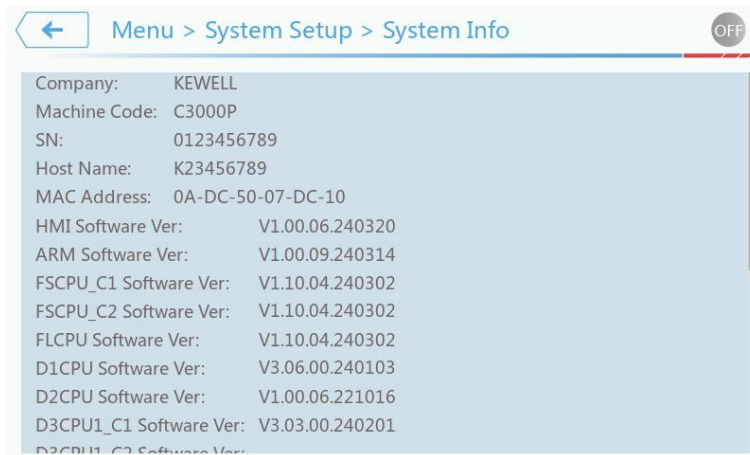 Menu > System Setup > System Info
OFF
Company: KEWELL
Machine Code: C3000P
SN: 0123456789
Host Name: K23456789
MAC Address: 0A-DC-50-07-DC-10
HMI Software Ver: V1.00.06.240320
ARM Software Ver: V1.00.09.240314
FSCPU_C1 Software Ver: V1.10.04.240302
FSCPU_C2 Software Ver: V1.10.04.240302
FLCPU Software Ver: V1.10.04.240302
D1CPU Software Ver: V3.06.00.240103
D2CPU Software Ver: V1.00.06.221016
D3CPU1_C1 Software Ver: V3.03.00.240201
D3CPU1_C2 Software Ver: